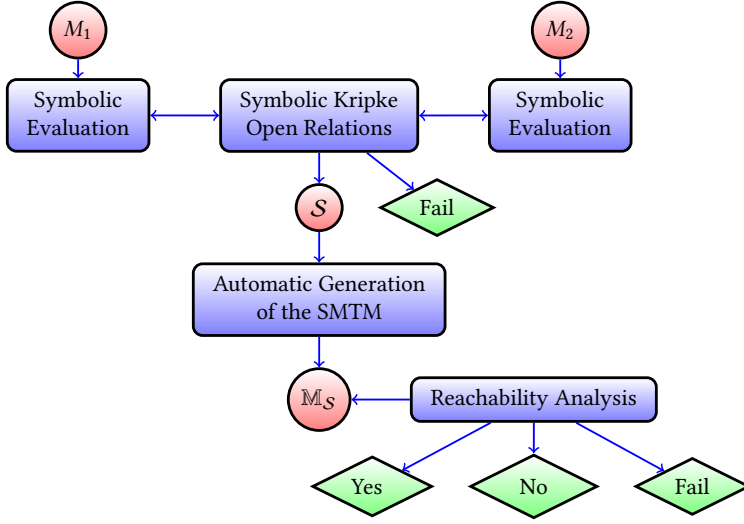 M₁
M₂
Symbolic
Evaluation
Symbolic Kripke
Open Relations
Symbolic
Evaluation
𝒮
Fail
Automatic Generation
of the SMTM
𝕄𝒮
Reachability Analysis
Yes
No
Fail